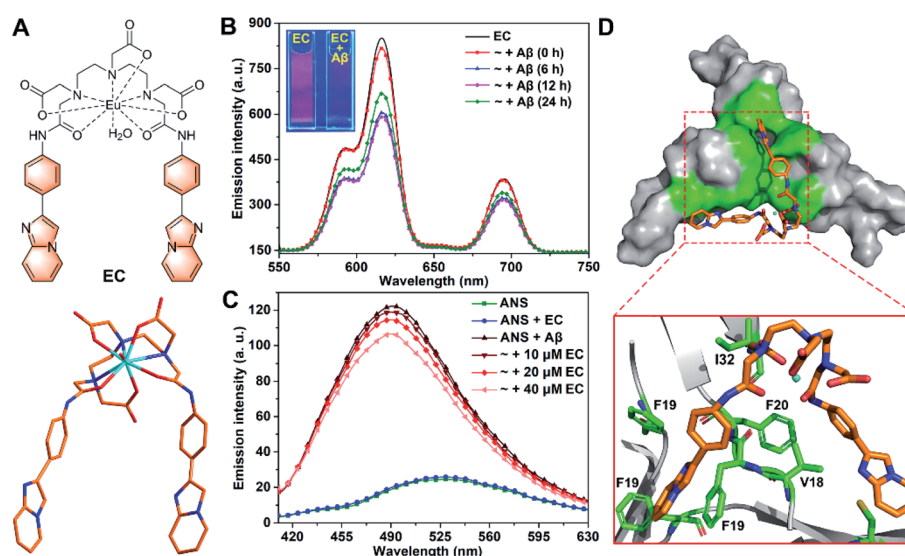 A
O
O
O
O
N
N
N
O
O
Eu
O
O
NH
O
H₂O
O
HN
N
N
N
N
EC
B
Emission intensity (a. u.)
900
750
600
450
300
150
550
600
650
700
750
Wavelength (nm)
EC
EC
+
Aβ
EC
~ + Aβ (0 h)
~ + Aβ (6 h)
~ + Aβ (12 h)
~ + Aβ (24 h)
C
Emission intensity (a. u.)
120
100
80
60
40
20
0
420
455
490
525
560
595
630
Wavelength (nm)
ANS
ANS + EC
ANS + Aβ
~ + 10 μM EC
~ + 20 μM EC
~ + 40 μM EC
D
I32
F19
F20
F19
V18
F19